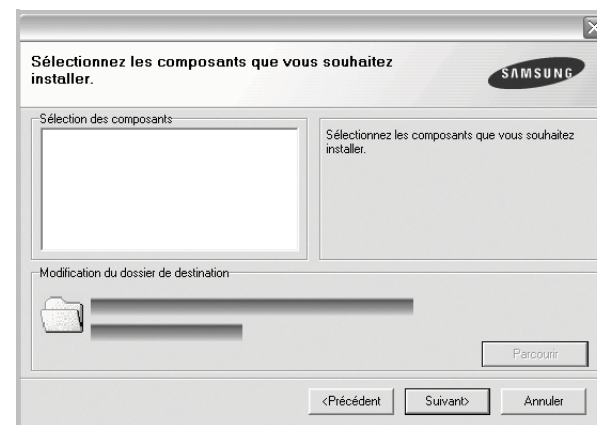 Sélectionnez les composants que vous souhaitez
installer.
SAMSUNG
Sélection des composants
Sélectionnez les composants que vous souhaitez
installer.
Modification du dossier de destination
Parcourir
<Précédent
Suivant>
Annuler